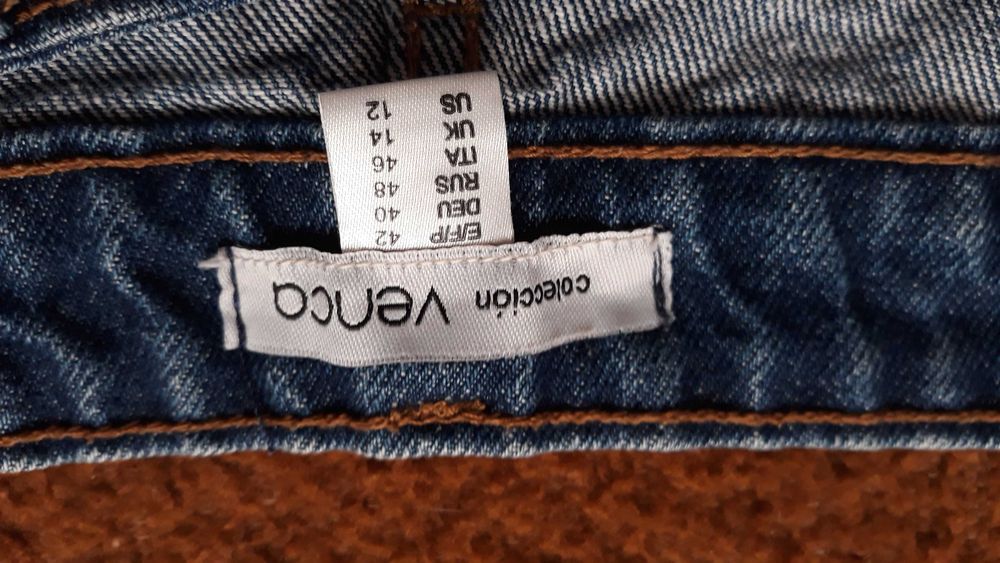 colección venca
E/F/P 42
DEU 40
RUS 48
ITA 46
UK 14
US 12